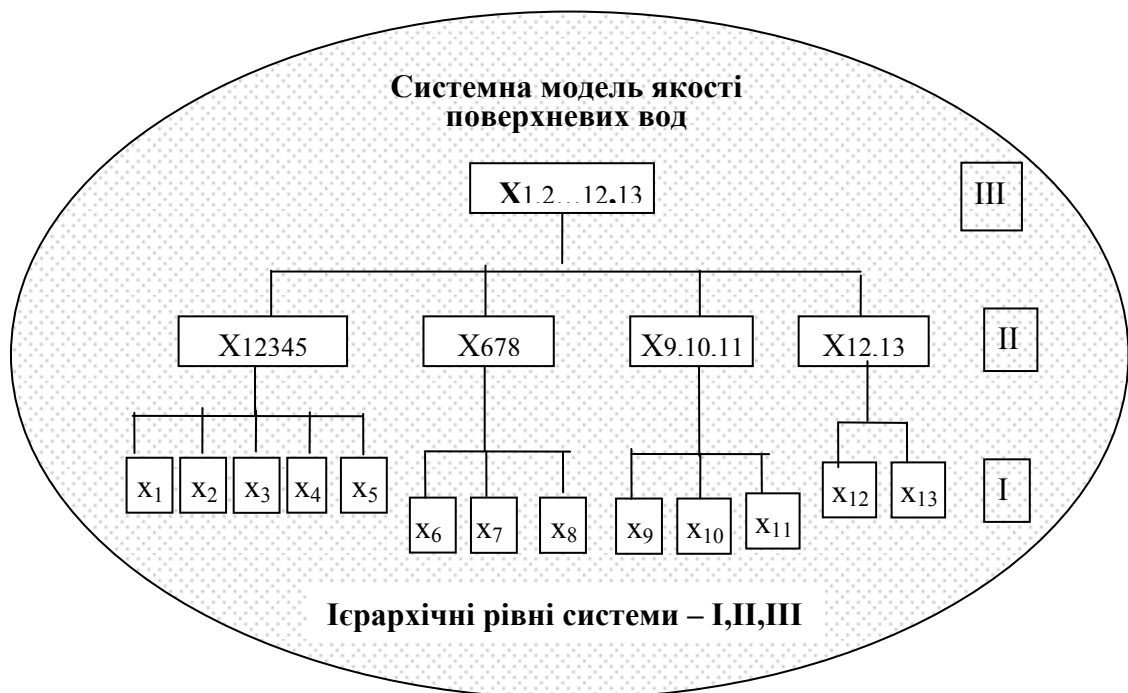 Системна модель якості
поверхневих вод
X1.2…12.13
III
X12345
X678
X9.10.11
X12.13
II
x1
x2
x3
x4
x5
x6
x7
x8
x9
x10
x11
x12
x13
I
Ієрархічні рівні системи – I,II,III